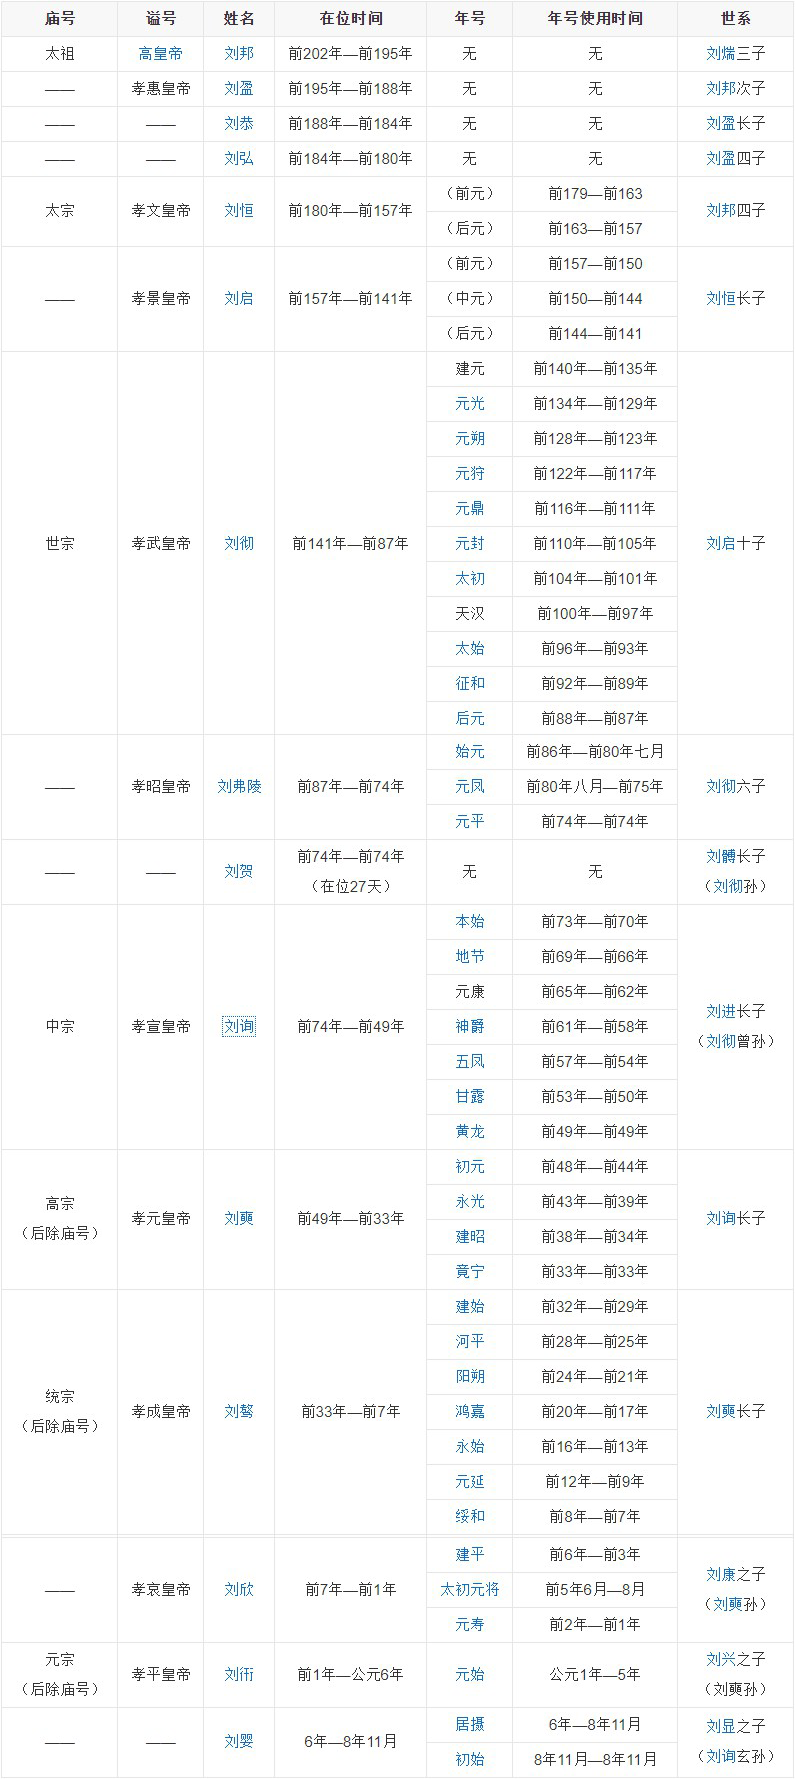 庙号 谥号 姓名 在位时间 年号 年号使用时间 世系
太祖 高皇帝 刘邦 前202年—前195年 无 无 刘煓三子
—— 孝惠皇帝 刘盈 前195年—前188年 无 无 刘邦次子
—— —— 刘恭 前188年—前184年 无 无 刘盈长子
—— —— 刘弘 前184年—前180年 无 无 刘盈四子
太宗 孝文皇帝 刘恒 前180年—前157年 （前元） 前179—前163 刘邦四子
（后元） 前163—前157
—— 孝景皇帝 刘启 前157年—前141年 （前元） 前157—前150 刘恒长子
（中元） 前150—前144
（后元） 前144—前141
世宗 孝武皇帝 刘彻 前141年—前87年 建元 前140年—前135年 刘启十子
元光 前134年—前129年
元朔 前128年—前123年
元狩 前122年—前117年
元鼎 前116年—前111年
元封 前110年—前105年
太初 前104年—前101年
天汉 前100年—前97年
太始 前96年—前93年
征和 前92年—前89年
后元 前88年—前87年
—— 孝昭皇帝 刘弗陵 前87年—前74年 始元 前86年—前80年七月 刘彻六子
元凤 前80年八月—前75年
元平 前74年—前74年
—— —— 刘贺 前74年—前74年 无 无 刘髆长子
（在位27天） （刘彻孙）
中宗 孝宣皇帝 刘询 前74年—前49年 本始 前73年—前70年 刘进长子
（刘彻曾孙）
地节 前69年—前66年
元康 前65年—前62年
神爵 前61年—前58年
五凤 前57年—前54年
甘露 前53年—前50年
黄龙 前49年—前49年
高宗 孝元皇帝 刘奭 前49年—前33年 初元 前48年—前44年 刘询长子
（后除庙号）
永光 前43年—前39年
建昭 前38年—前34年
竟宁 前33年—前33年
统宗 孝成皇帝 刘骜 前33年—前7年 建始 前32年—前29年 刘奭长子
（后除庙号）
河平 前28年—前25年
阳朔 前24年—前21年
鸿嘉 前20年—前17年
永始 前16年—前13年
元延 前12年—前9年
绥和 前8年—前7年
—— 孝哀皇帝 刘欣 前7年—前1年 建平 前6年—前3年 刘康之子
（刘奭孙）
太初元将 前5年6月—8月
元寿 前2年—前1年
元宗 孝平皇帝 刘衎 前1年—公元6年 元始 公元1年—5年 刘兴之子
（后除庙号） （刘奭孙）
—— —— 刘婴 6年—8年11月 居摄 6年—8年11月 刘显之子
（刘询玄孙）
初始 8年11月—8年11月